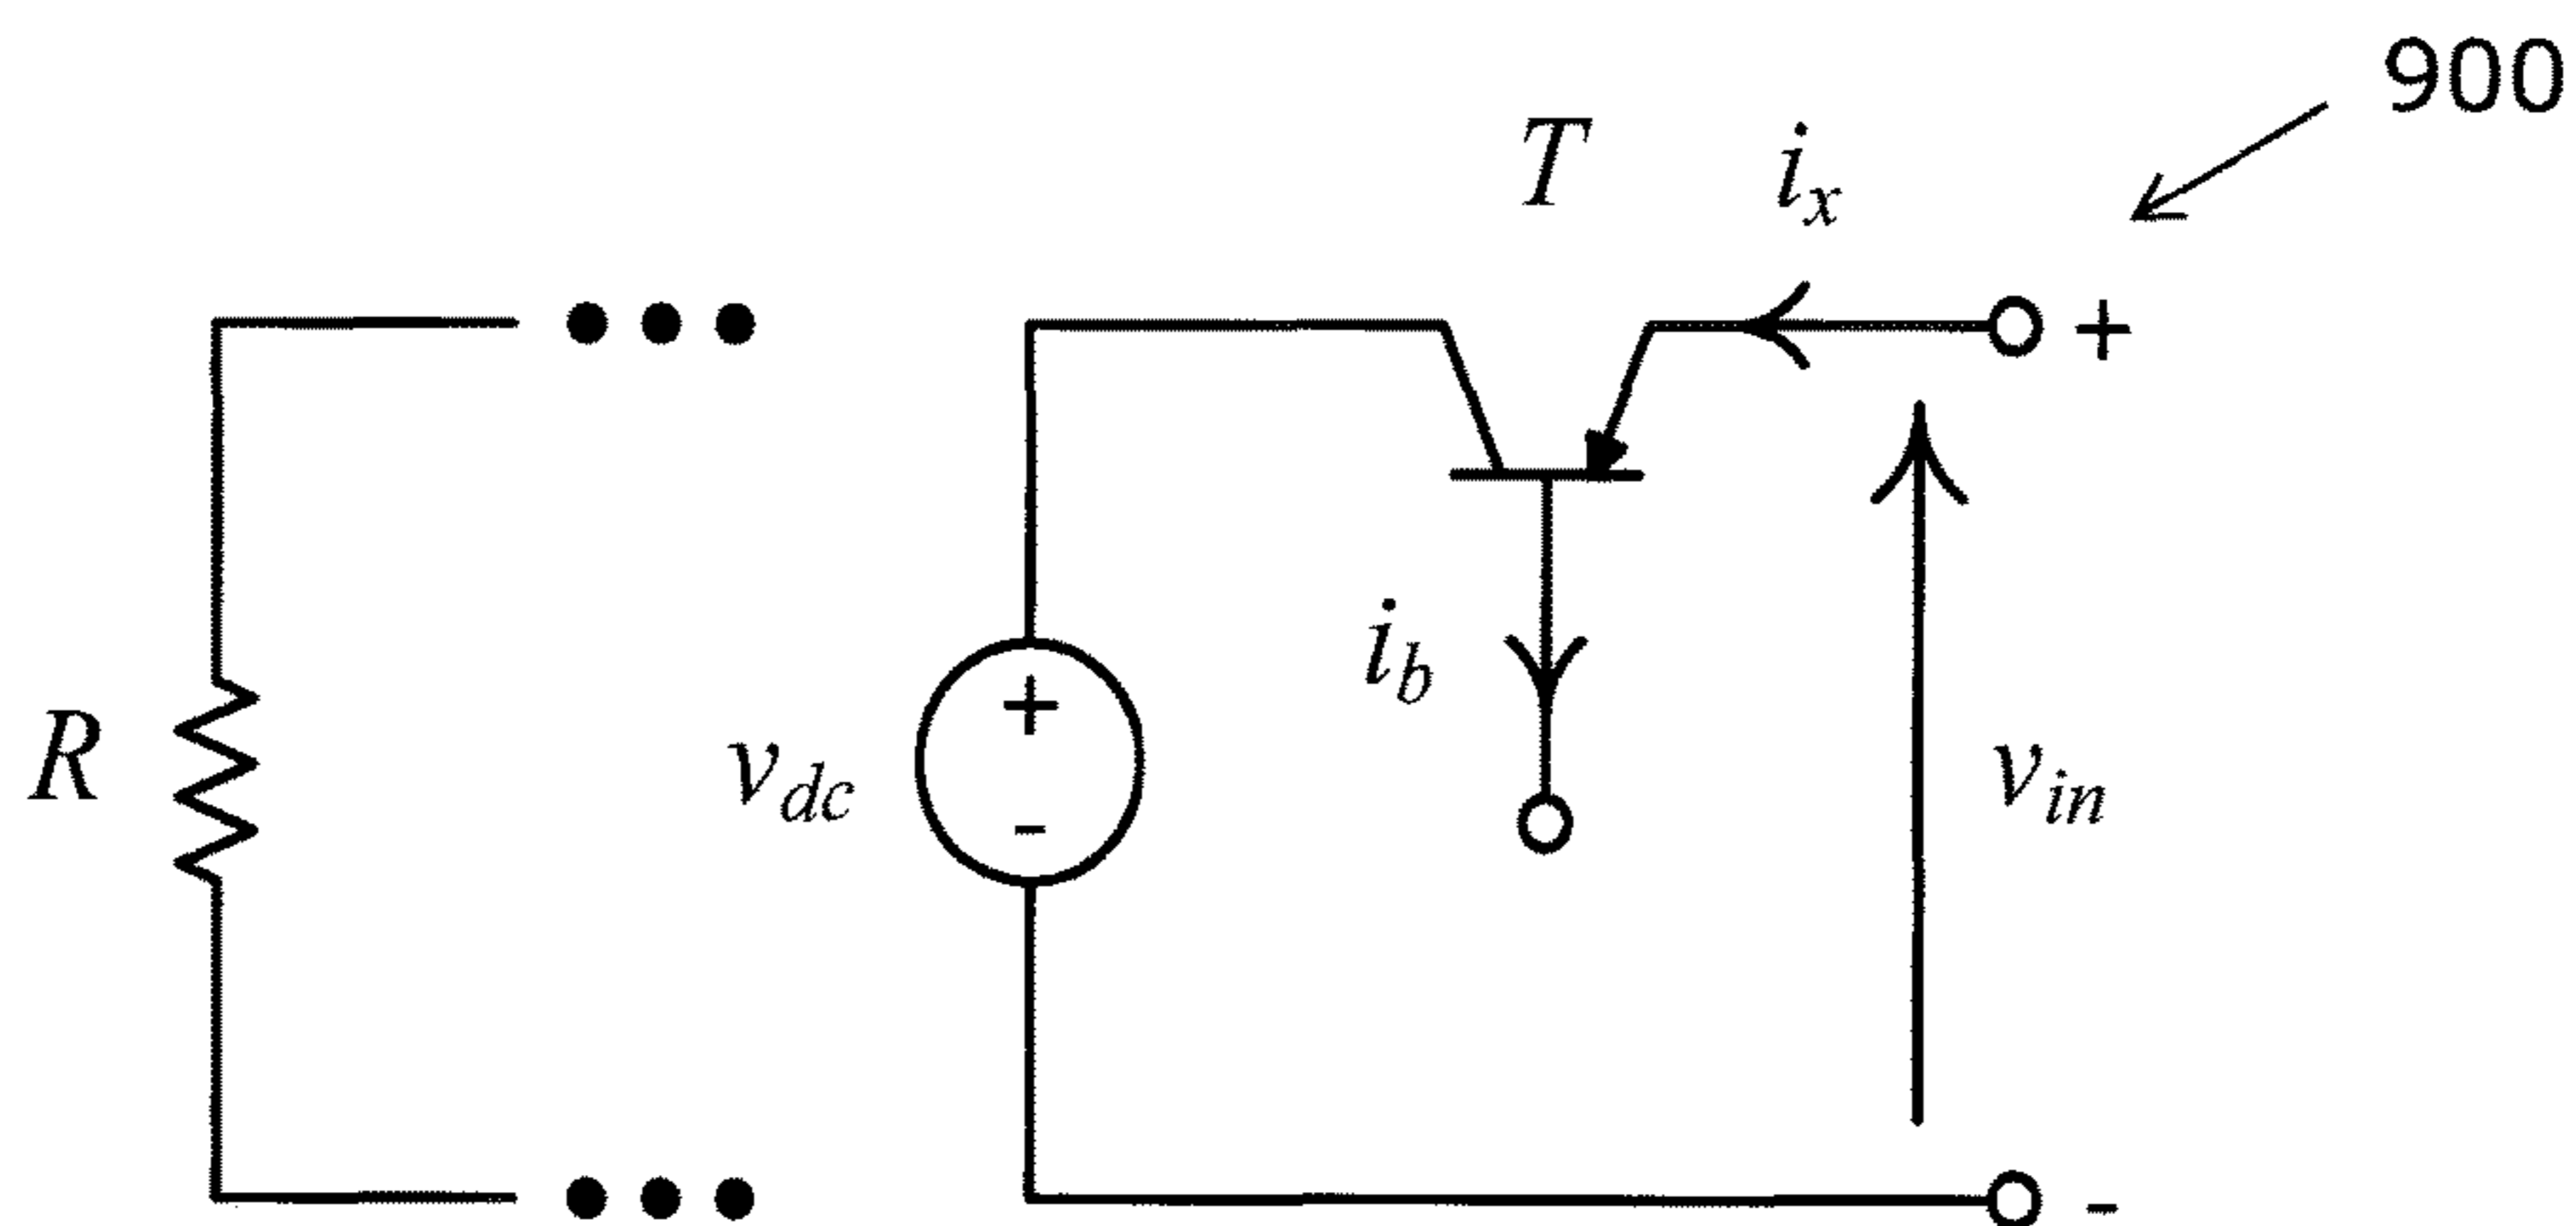 900
T
i_x
+
R
v_dc
+
-
i_b
v_in
-